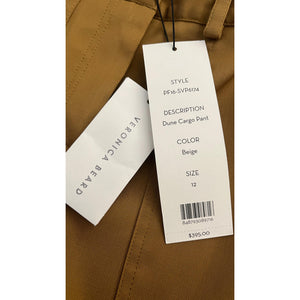 VERONICA BEARD
STYLE
PF16-SVP6174
DESCRIPTION
Dune Cargo Pant
COLOR
Beige
SIZE
12
$395.00